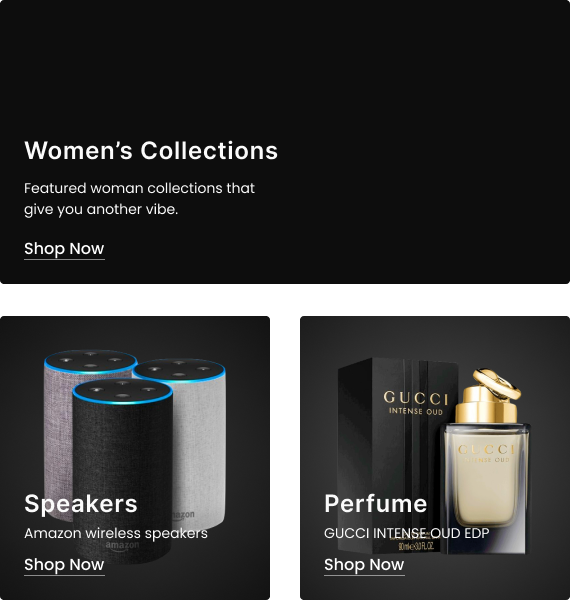 Women’s Collections
Featured woman collections that
give you another vibe.
Shop Now
amazon
amazon
Speakers
Amazon wireless speakers
Shop Now
GUCCI
INTENSE OUD
GUCCI
INTENSE OUD
Perfume
GUCCI INTENSE OUD EDP
Shop Now